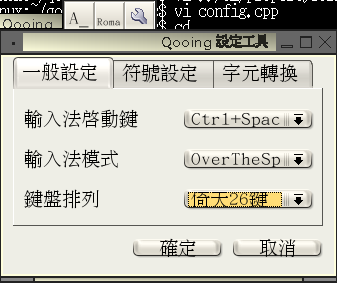 $ vi config.cpp
Qooing
A_
Roma
$ cd
Qooing 設定工具
一般設定
符號設定
字元轉換
輸入法啓動鍵
Ctrl+Spac
輸入法模式
OverTheSp
鍵盤排列
倚天26鍵
確定
取消